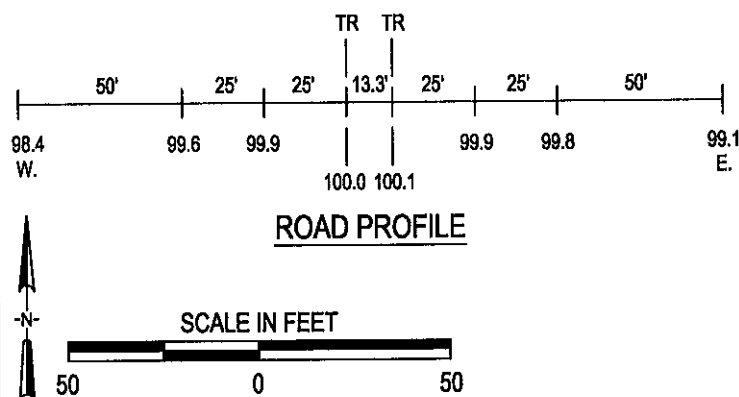 TR TR
50' 25' 25' 13.3' 25' 25' 50'
98.4 99.6 99.9 99.9 99.8 99.1
W. E.
100.0 100.1
ROAD PROFILE
-N-
SCALE IN FEET
50 0 50